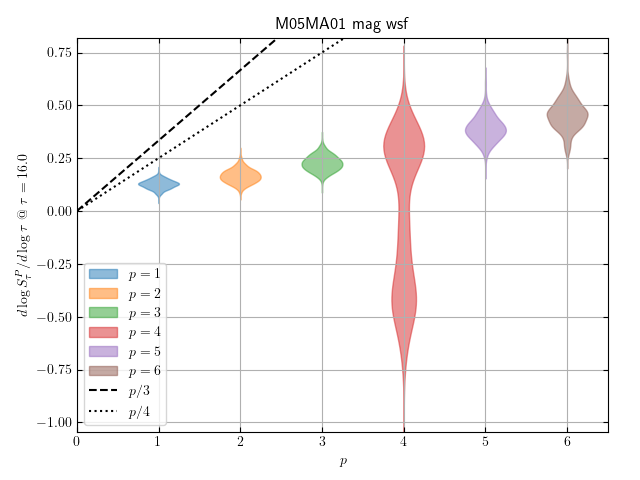 M05MA01 mag wsf
d log S_τ^P / d log τ @ τ = 16.0
0.75
0.50
0.25
0.00
−0.25
−0.50
−0.75
−1.00
p = 1
p = 2
p = 3
p = 4
p = 5
p = 6
p/3
p/4
0 1 2 3 4 5 6
p